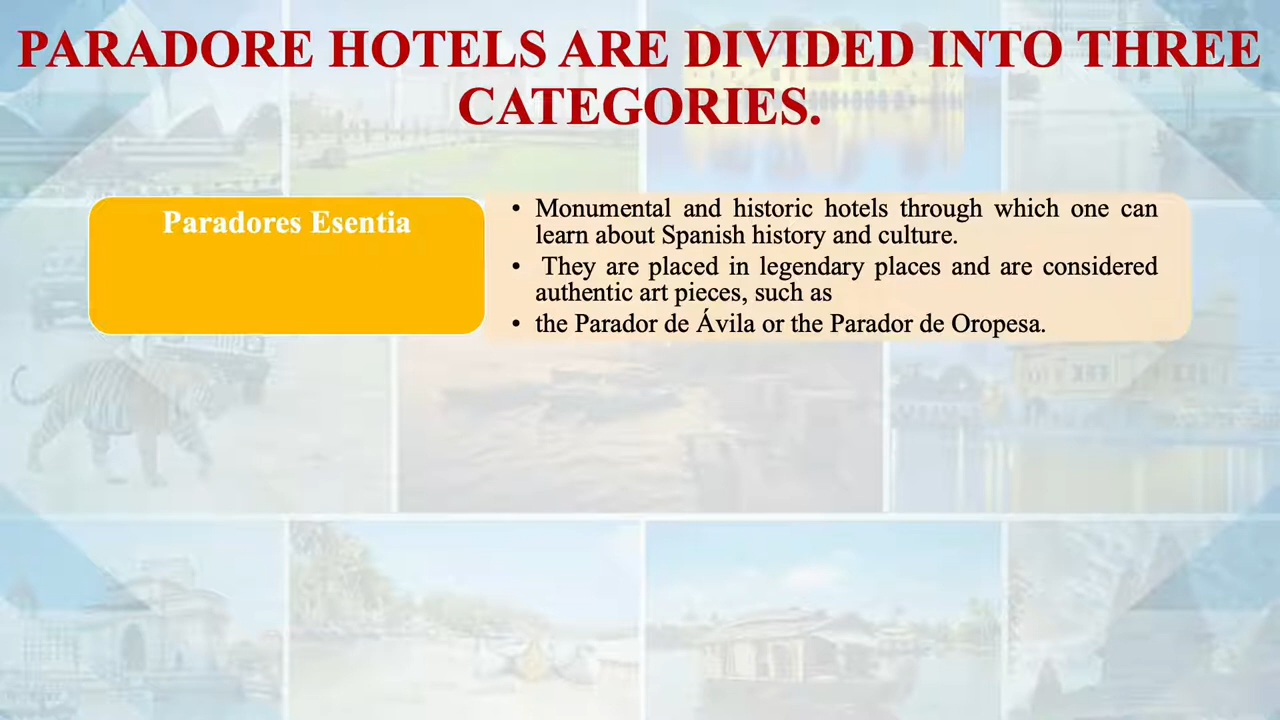 PARADORE HOTELS ARE DIVIDED INTO THREE
CATEGORIES.
Paradores Esentia
• Monumental and historic hotels through which one can
learn about Spanish history and culture.
• They are placed in legendary places and are considered
authentic art pieces, such as
• the Parador de Ávila or the Parador de Oropesa.